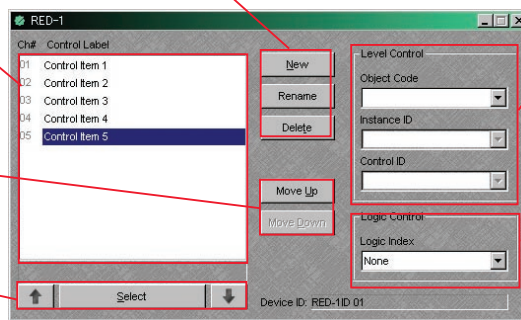 RED-1
Ch# Control Label
01 Control Item 1
02 Control Item 2
03 Control Item 3
04 Control Item 4
05 Control Item 5
New
Rename
Delete
Move Up
Move Down
Select
Level Control
Object Code
Instance ID
Control ID
Logic Control
Logic Index
None
Device ID: RED-1ID 01